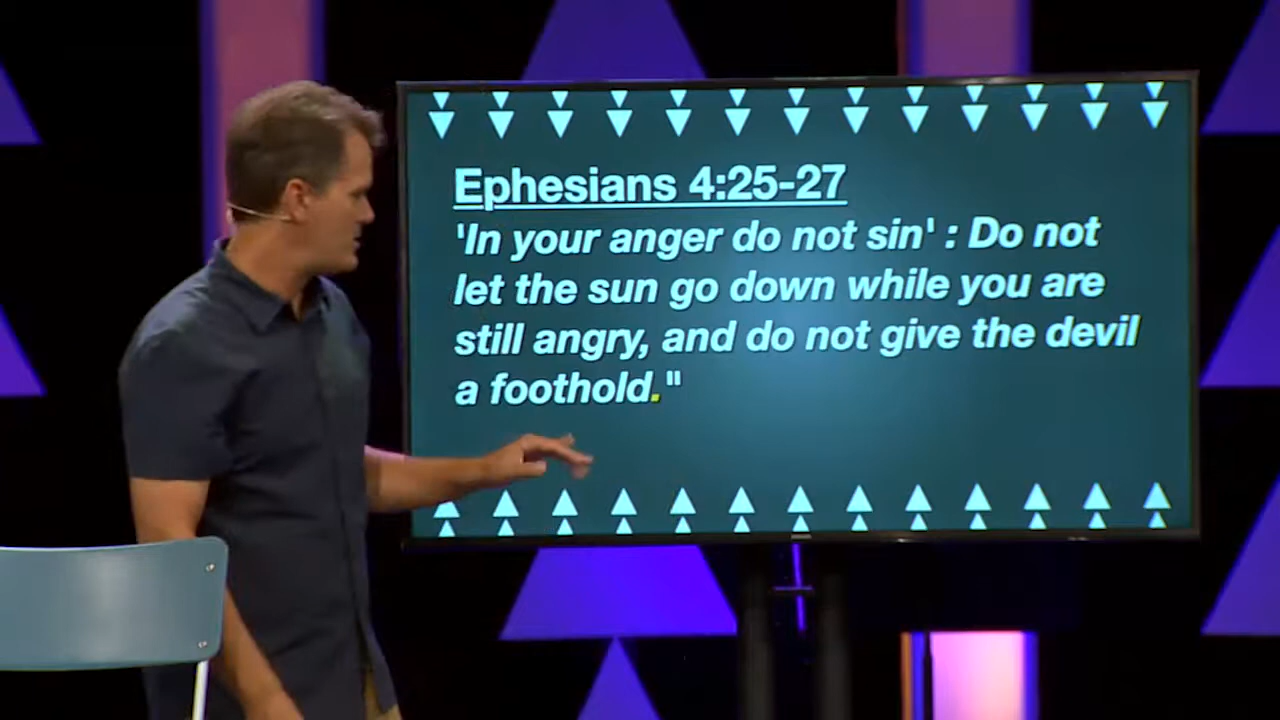 Ephesians 4:25-27
'In your anger do not sin' : Do not
let the sun go down while you are
still angry, and do not give the devil
a foothold."